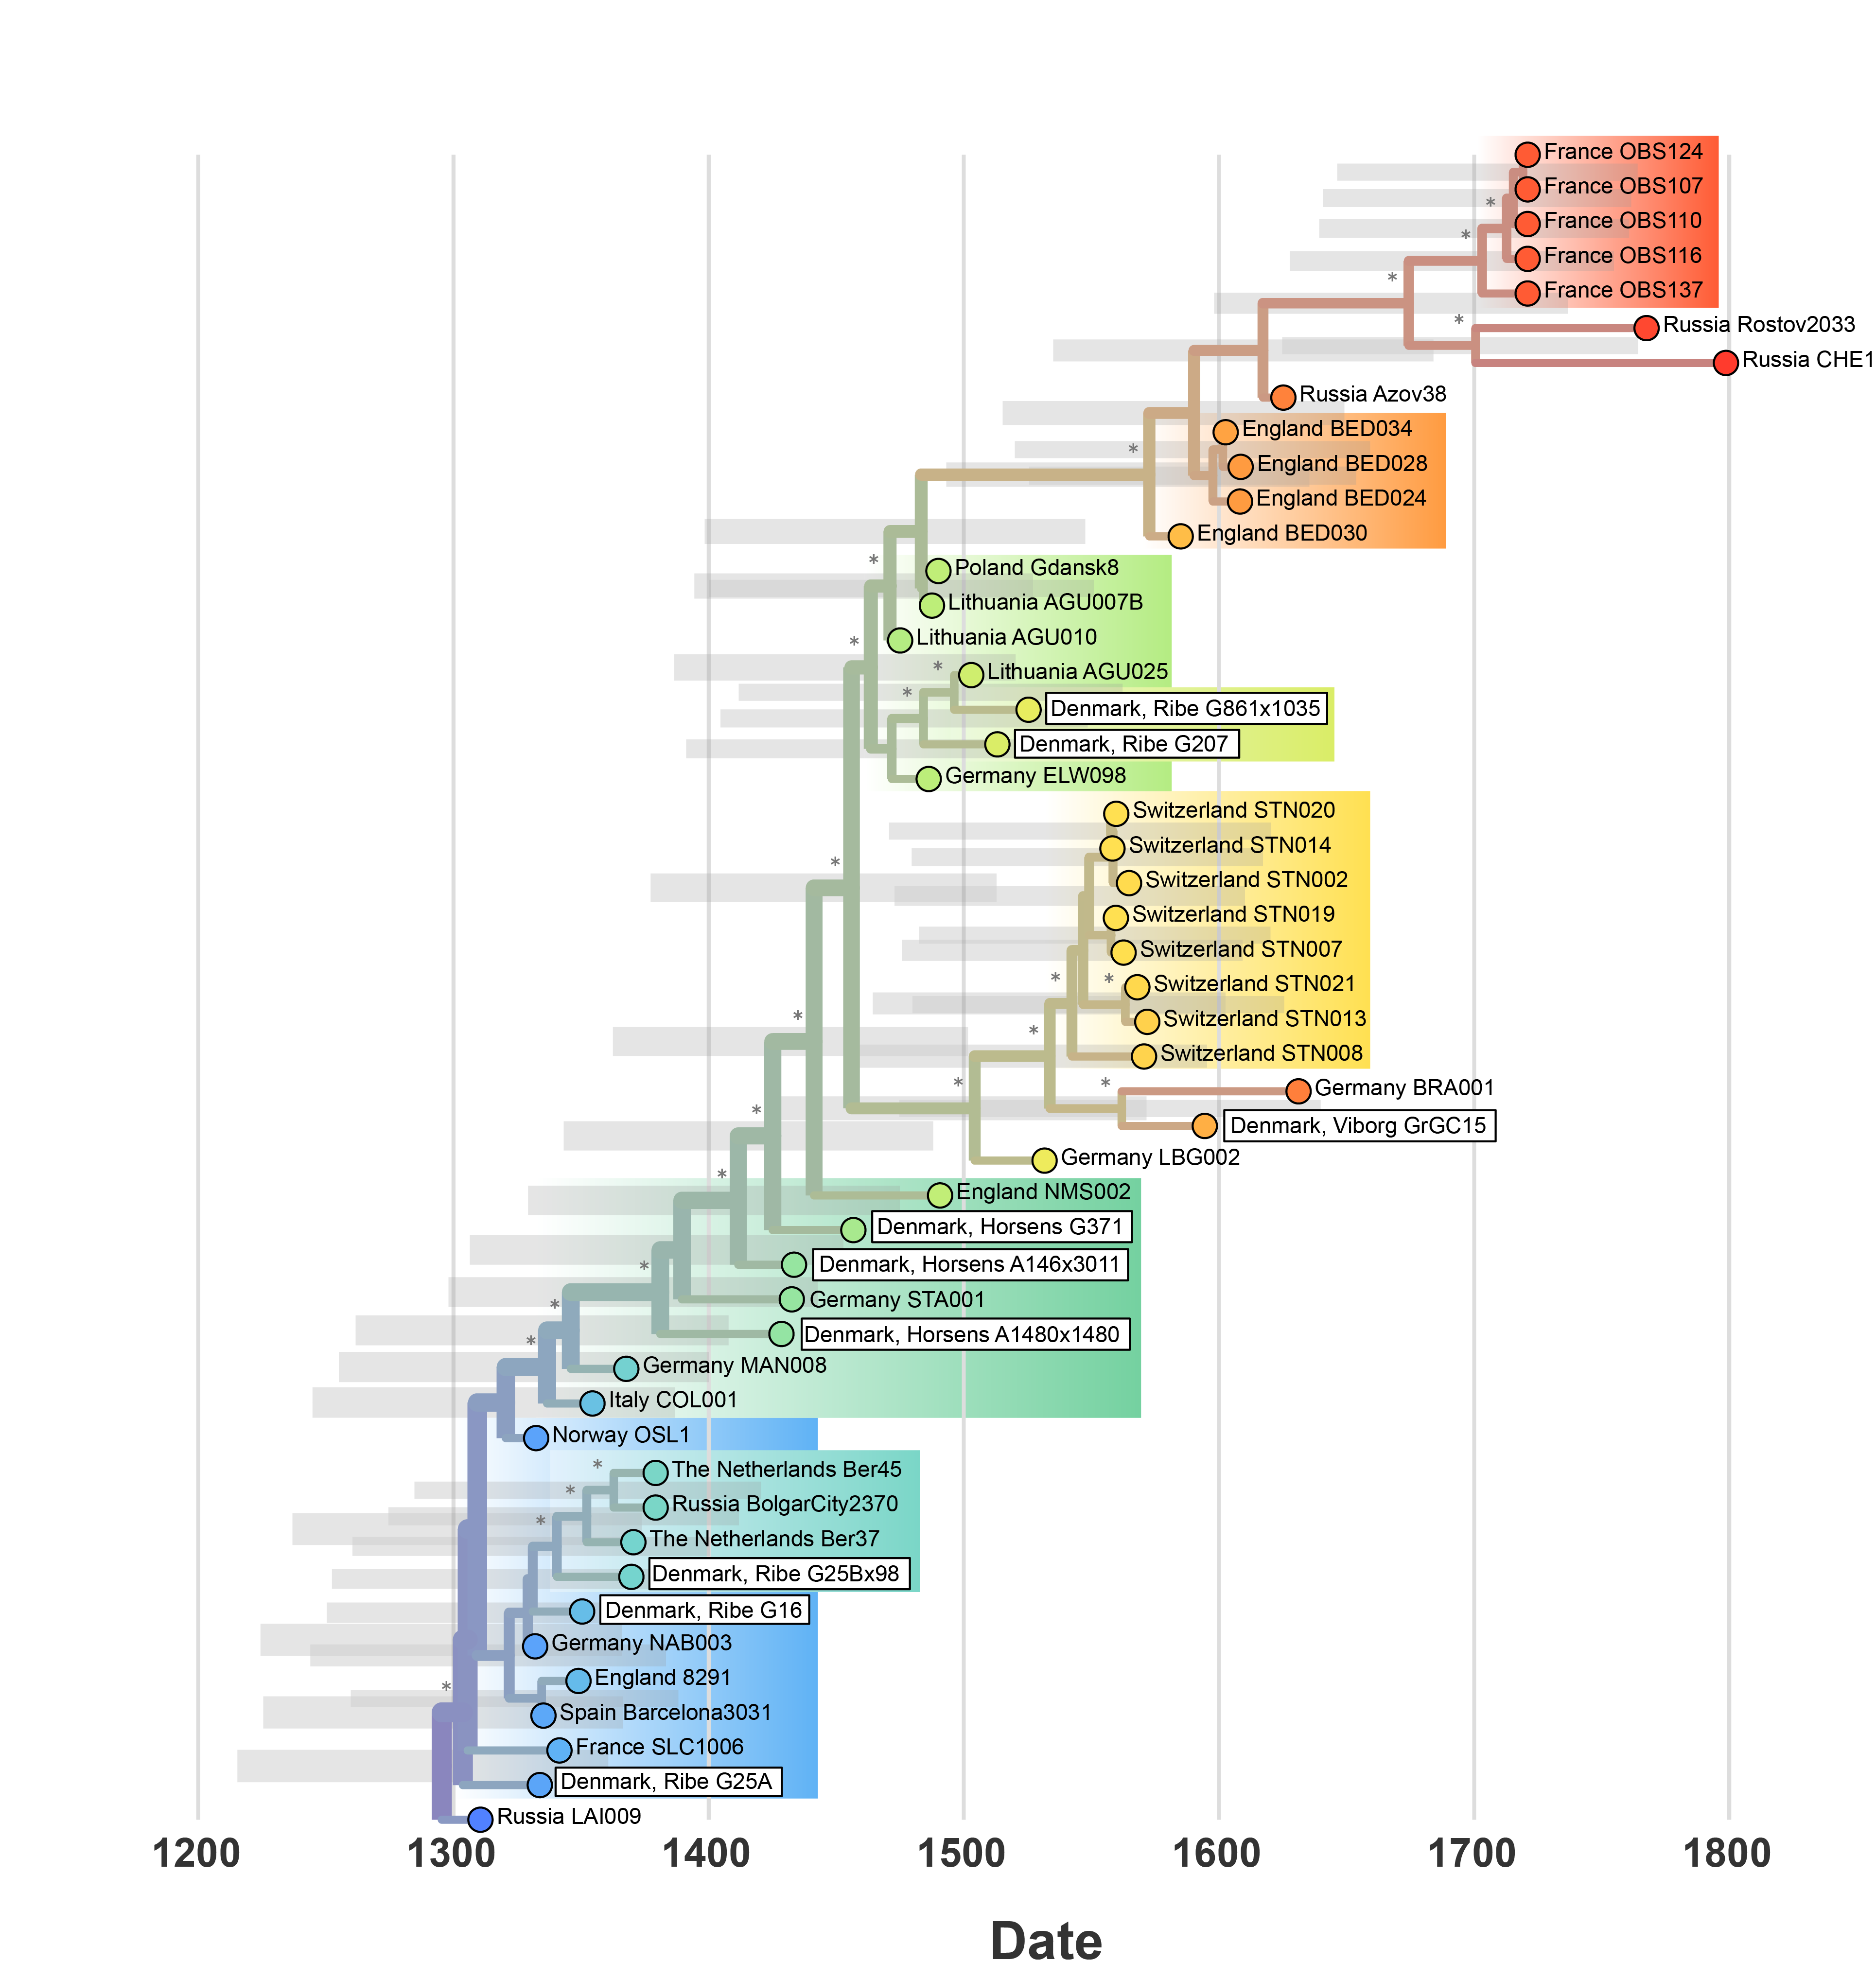 France OBS124
France OBS107
*
France OBS110
*
France OBS116
*
France OBS137
*
Russia Rostov2033
Russia CHE1
Russia Azov38
England BED034
*
England BED028
England BED024
England BED030
*
Poland Gdansk8
Lithuania AGU007B
*
Lithuania AGU010
*
Lithuania AGU025
*
Denmark, Ribe G861x1035
Denmark, Ribe G207
Germany ELW098
Switzerland STN020
Switzerland STN014
*
Switzerland STN002
Switzerland STN019
Switzerland STN007
* *
Switzerland STN021
*
Switzerland STN013
*
Switzerland STN008
* *
Germany BRA001
*
Denmark, Viborg GrGC15
Germany LBG002
*
England NMS002
Denmark, Horsens G371
*
Denmark, Horsens A146x3011
*
Germany STA001
*
Denmark, Horsens A1480x1480
Germany MAN008
Italy COL001
Norway OSL1
*
The Netherlands Ber45
*
Russia BolgarCity2370
*
The Netherlands Ber37
Denmark, Ribe G25Bx98
Denmark, Ribe G16
Germany NAB003
England 8291
*
Spain Barcelona3031
France SLC1006
Denmark, Ribe G25A
Russia LAI009
1200 1300 1400 1500 1600 1700 1800
Date